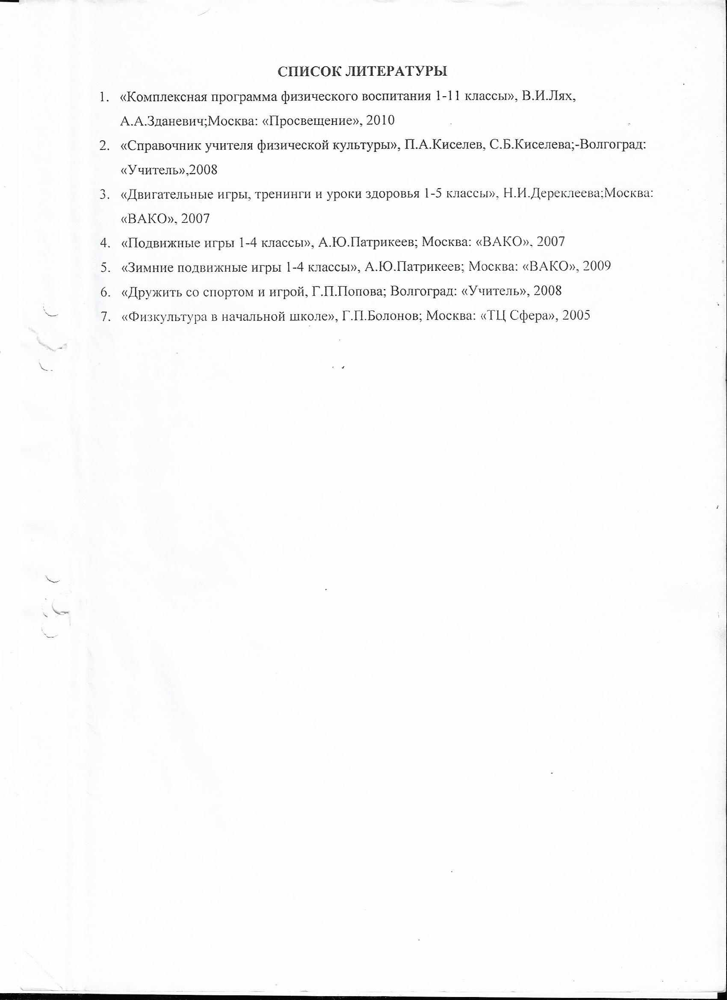 СПИСОК ЛИТЕРАТУРЫ
1. «Комплексная программа физического воспитания 1-11 классы», В.И.Лях,
А.А.Зданевич;Москва: «Просвещение», 2010
2. «Справочник учителя физической культуры», П.А.Киселев, С.Б.Киселева;-Волгоград:
«Учитель»,2008
3. «Двигательные игры, тренинги и уроки здоровья 1-5 классы», Н.И.Дереклеева;Москва:
«ВАКО», 2007
4. «Подвижные игры 1-4 классы», А.Ю.Патрикеев; Москва: «ВАКО», 2007
5. «Зимние подвижные игры 1-4 классы», А.Ю.Патрикеев; Москва: «ВАКО», 2009
6. «Дружить со спортом и игрой, Г.П.Попова; Волгоград: «Учитель», 2008
7. «Физкультура в начальной школе», Г.П.Болонов; Москва: «ТЦ Сфера», 2005